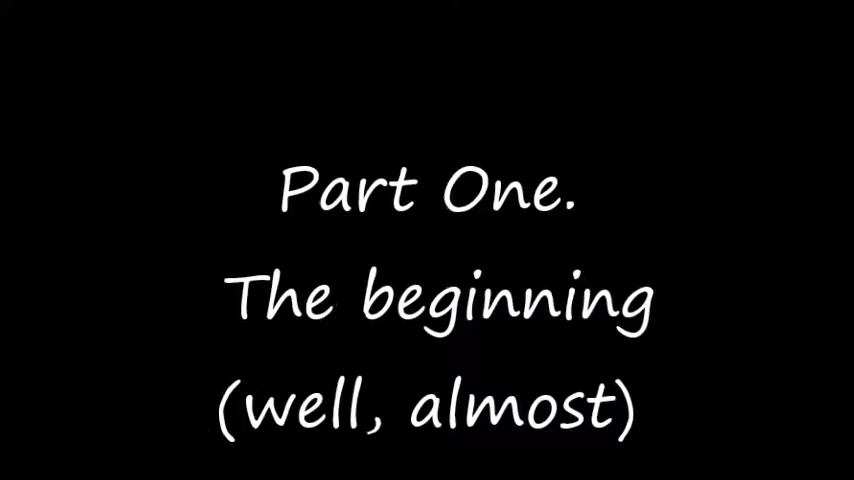 Part One.
The beginning
(well, almost)